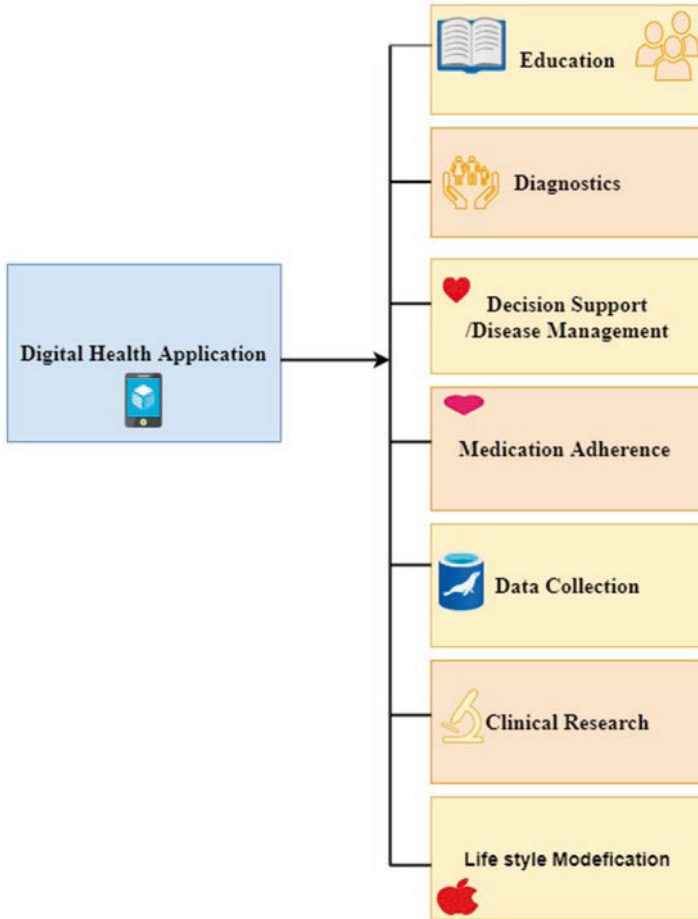 Education
Diagnostics
Decision Support
/Disease Management
Digital Health Application
Medication Adherence
Data Collection
Clinical Research
Life style Modefication